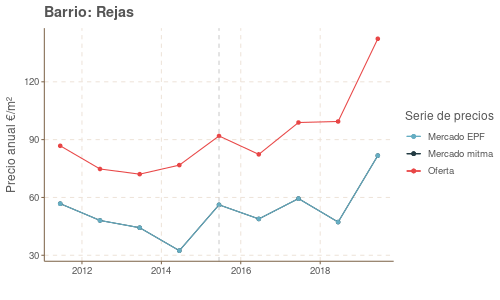 Barrio: Rejas
Precio anual €/m²
120
90
60
30
2012
2014
2016
2018
Serie de precios
Mercado EPF
Mercado mitma
Oferta